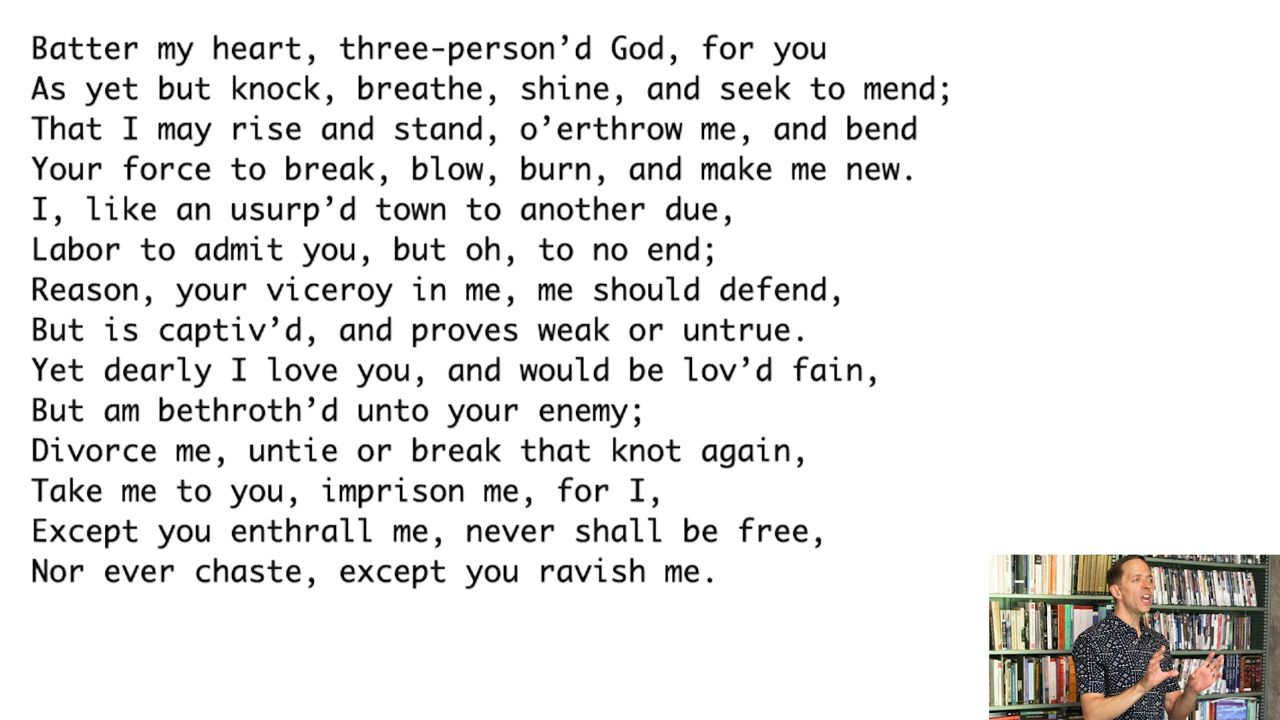 Batter my heart, three-person’d God, for you
As yet but knock, breathe, shine, and seek to mend;
That I may rise and stand, o’erthrow me, and bend
Your force to break, blow, burn, and make me new.
I, like an usurp’d town to another due,
Labor to admit you, but oh, to no end;
Reason, your viceroy in me, me should defend,
But is captiv’d, and proves weak or untrue.
Yet dearly I love you, and would be lov’d fain,
But am bethroth’d unto your enemy;
Divorce me, untie or break that knot again,
Take me to you, imprison me, for I,
Except you enthrall me, never shall be free,
Nor ever chaste, except you ravish me.